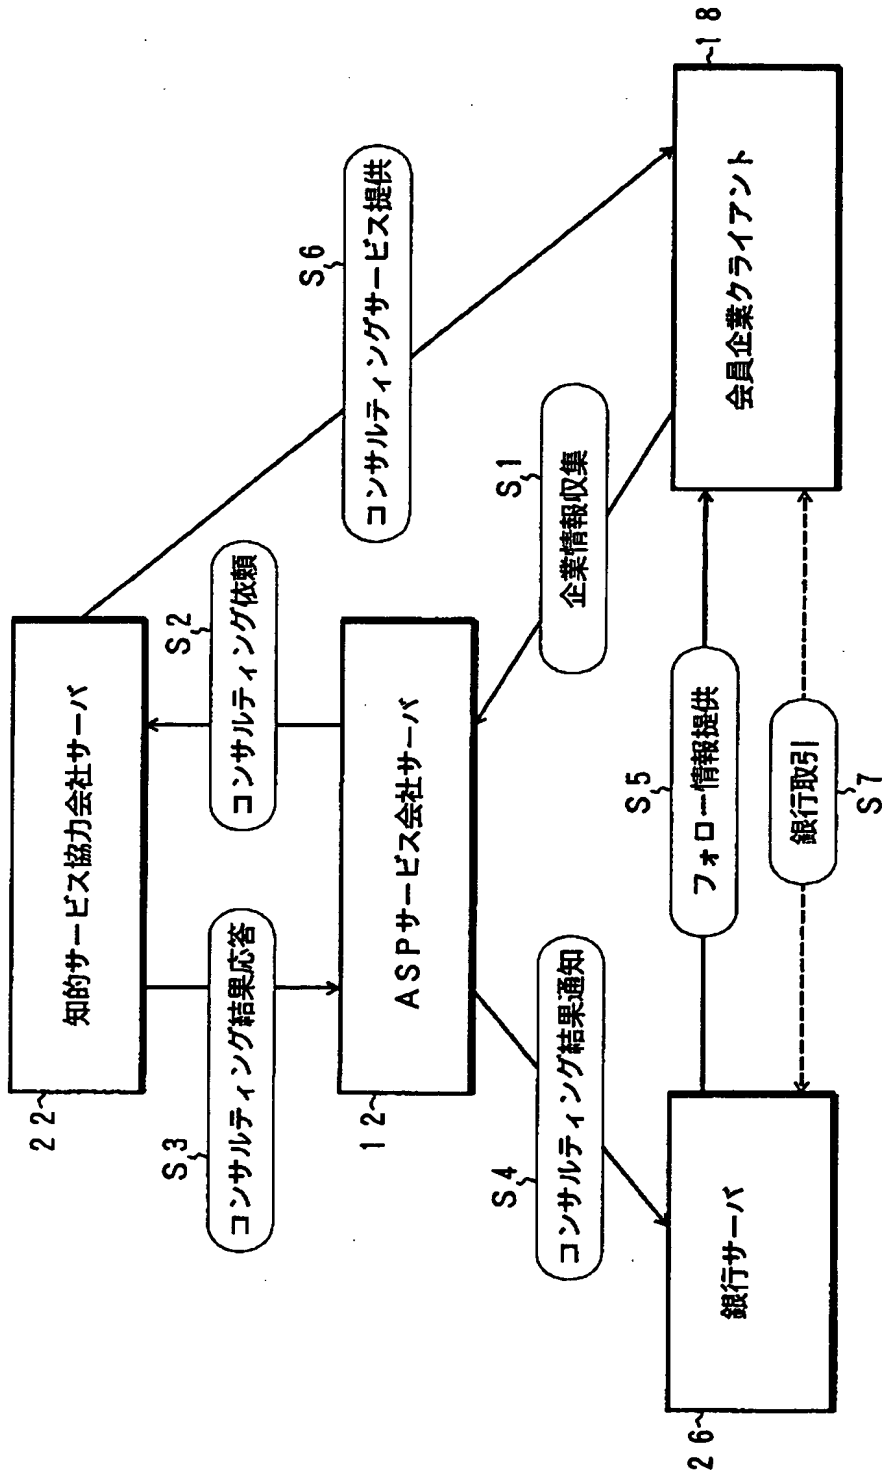 22
知的サービス協力会社サーバ
S3
コンサルティング結果応答
S2
コンサルティング依頼
S6
コンサルティングサービス提供
12
ASPサービス会社サーバ
S4
コンサルティング結果通知
S1
企業情報収集
26
銀行サーバ
S5
フォロー情報提供
銀行取引
S7
会員企業クライアント
18